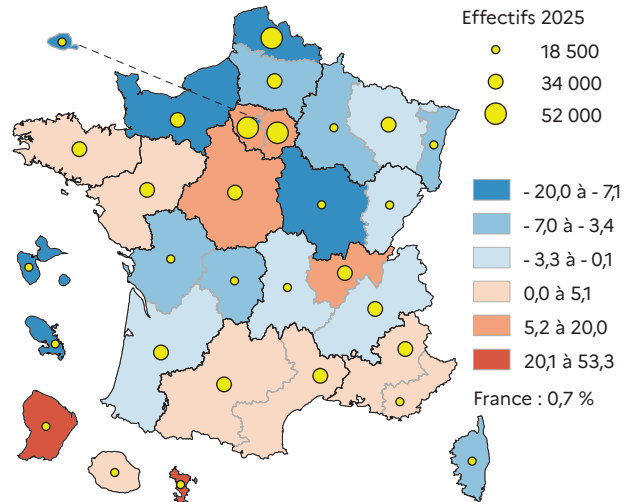 Effectifs 2025
18 500
34 000
52 000
- 20,0 à - 7,1
- 7,0 à - 3,4
- 3,3 à - 0,1
0,0 à 5,1
5,2 à 20,0
20,1 à 53,3
France : 0,7 %